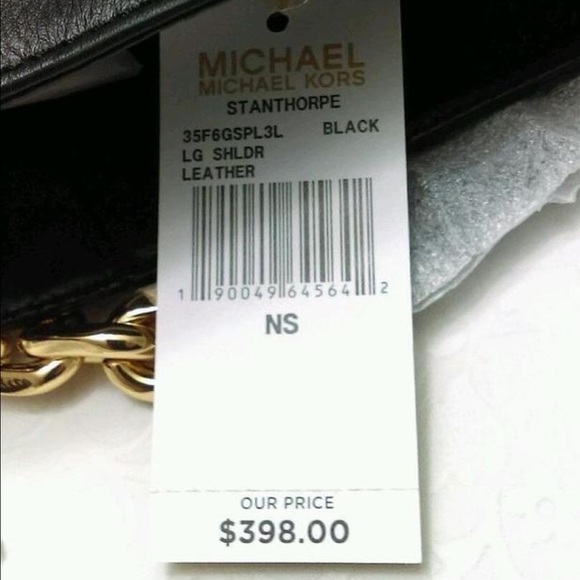 MICHAEL
MICHAEL KORS
STANTHORPE
35F6GSPL3L BLACK
LG SHLDR
LEATHER
1 90049 64564 2
NS
OUR PRICE
$398.00